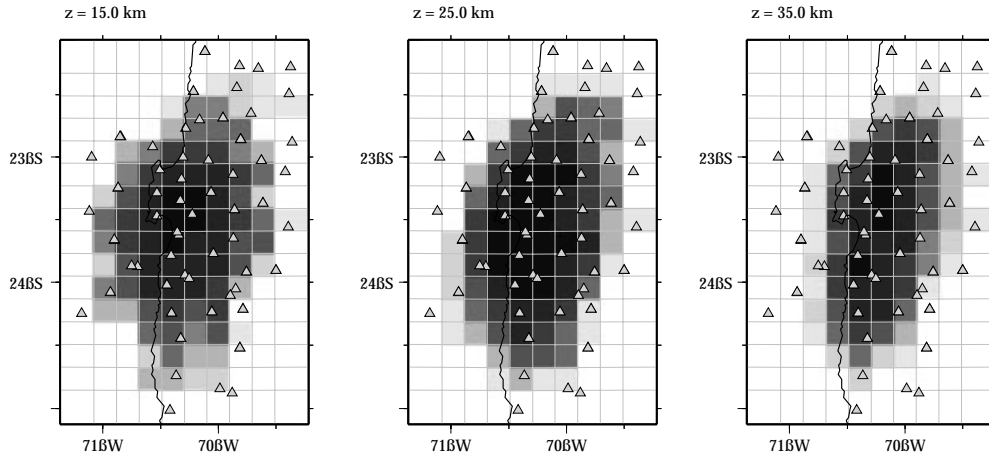 z = 15.0 km
z = 25.0 km
z = 35.0 km
23ßS
23ßS
23ßS
24ßS
24ßS
24ßS
71ßW
70ßW
71ßW
70ßW
71ßW
70ßW